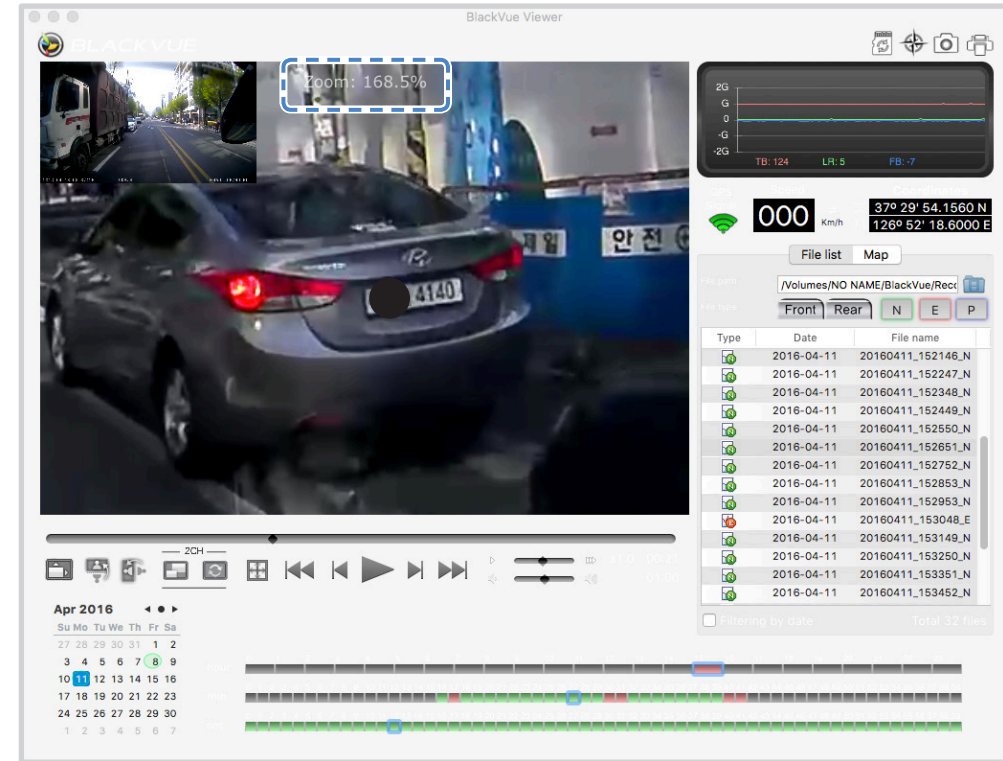 BlackVue Viewer
BLACKVUE
Zoom: 168.5%
2G
G
0
-G
-2G
TB: 124 LR: 5 FB: -7
000 Km/h
37º 29' 54.1560 N
126º 52' 18.6000 E
제일 안전
4140
File list Map
/Volumes/NO NAME/BlackVue/Reco
Front Rear N E P
Type Date File name
2016-04-11 20160411_152146_N
2016-04-11 20160411_152247_N
2016-04-11 20160411_152348_N
2016-04-11 20160411_152449_N
2016-04-11 20160411_152550_N
2016-04-11 20160411_152651_N
2016-04-11 20160411_152752_N
2016-04-11 20160411_152853_N
2016-04-11 20160411_152953_N
2016-04-11 20160411_153048_E
2016-04-11 20160411_153149_N
2016-04-11 20160411_153250_N
2016-04-11 20160411_153351_N
2016-04-11 20160411_153452_N
Filtering by date Total 32 files
2CH
Apr 2016
Su Mo Tu We Th Fr Sa
27 28 29 30 31 1 2
3 4 5 6 7 8 9
10 11 12 13 14 15 16
17 18 19 20 21 22 23
24 25 26 27 28 29 30
1 2 3 4 5 6 7